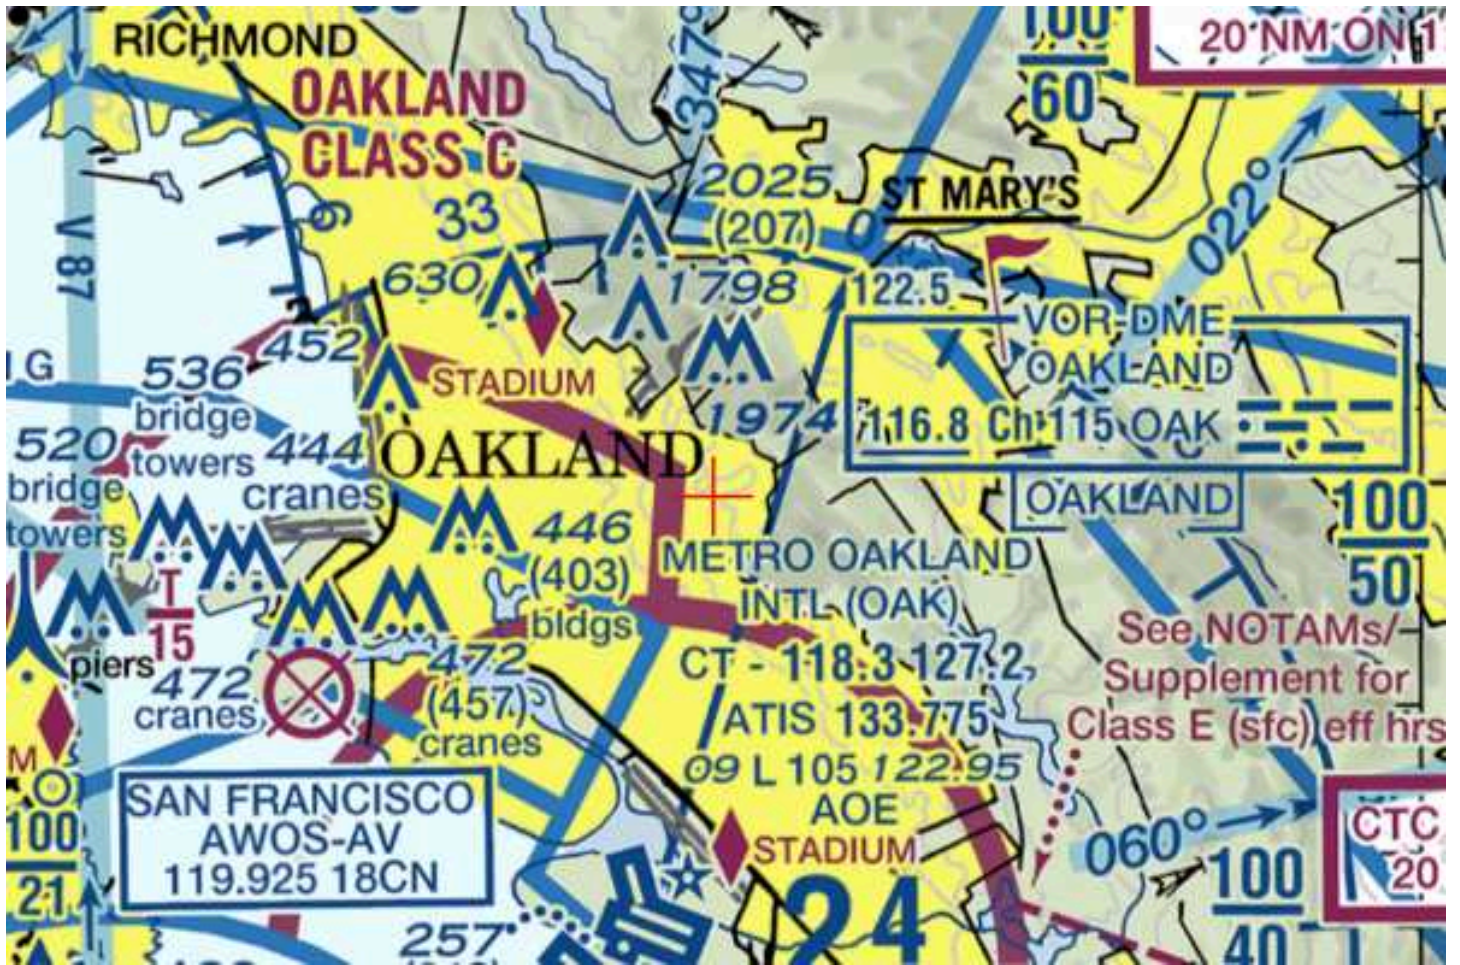 RICHMOND
OAKLAND
CLASS C
347°
100
60
20 NM ON 1
2025
(207)
ST MARY'S
022°
33
630
1798
122.5
V 87
452
536
bridge
towers
STADIUM
VOR-DME
OAKLAND
116.8 Ch 115 OAK
OAKLAND
1974
G
520
bridge
towers
444
cranes
OAKLAND
446
(403)
bldgs
METRO OAKLAND
INTL (OAK)
CT - 118.3 127.2
ATIS 133.775
09 L 105 122.95
AOE
100
50
See NOTAMs/
Supplement for
Class E (sfc) eff hrs
T
15
piers
472
cranes
472
(457)
cranes
M
SAN FRANCISCO
AWOS-AV
119.925 18CN
100
21
STADIUM
24
060°
100
40
CTC
20
257